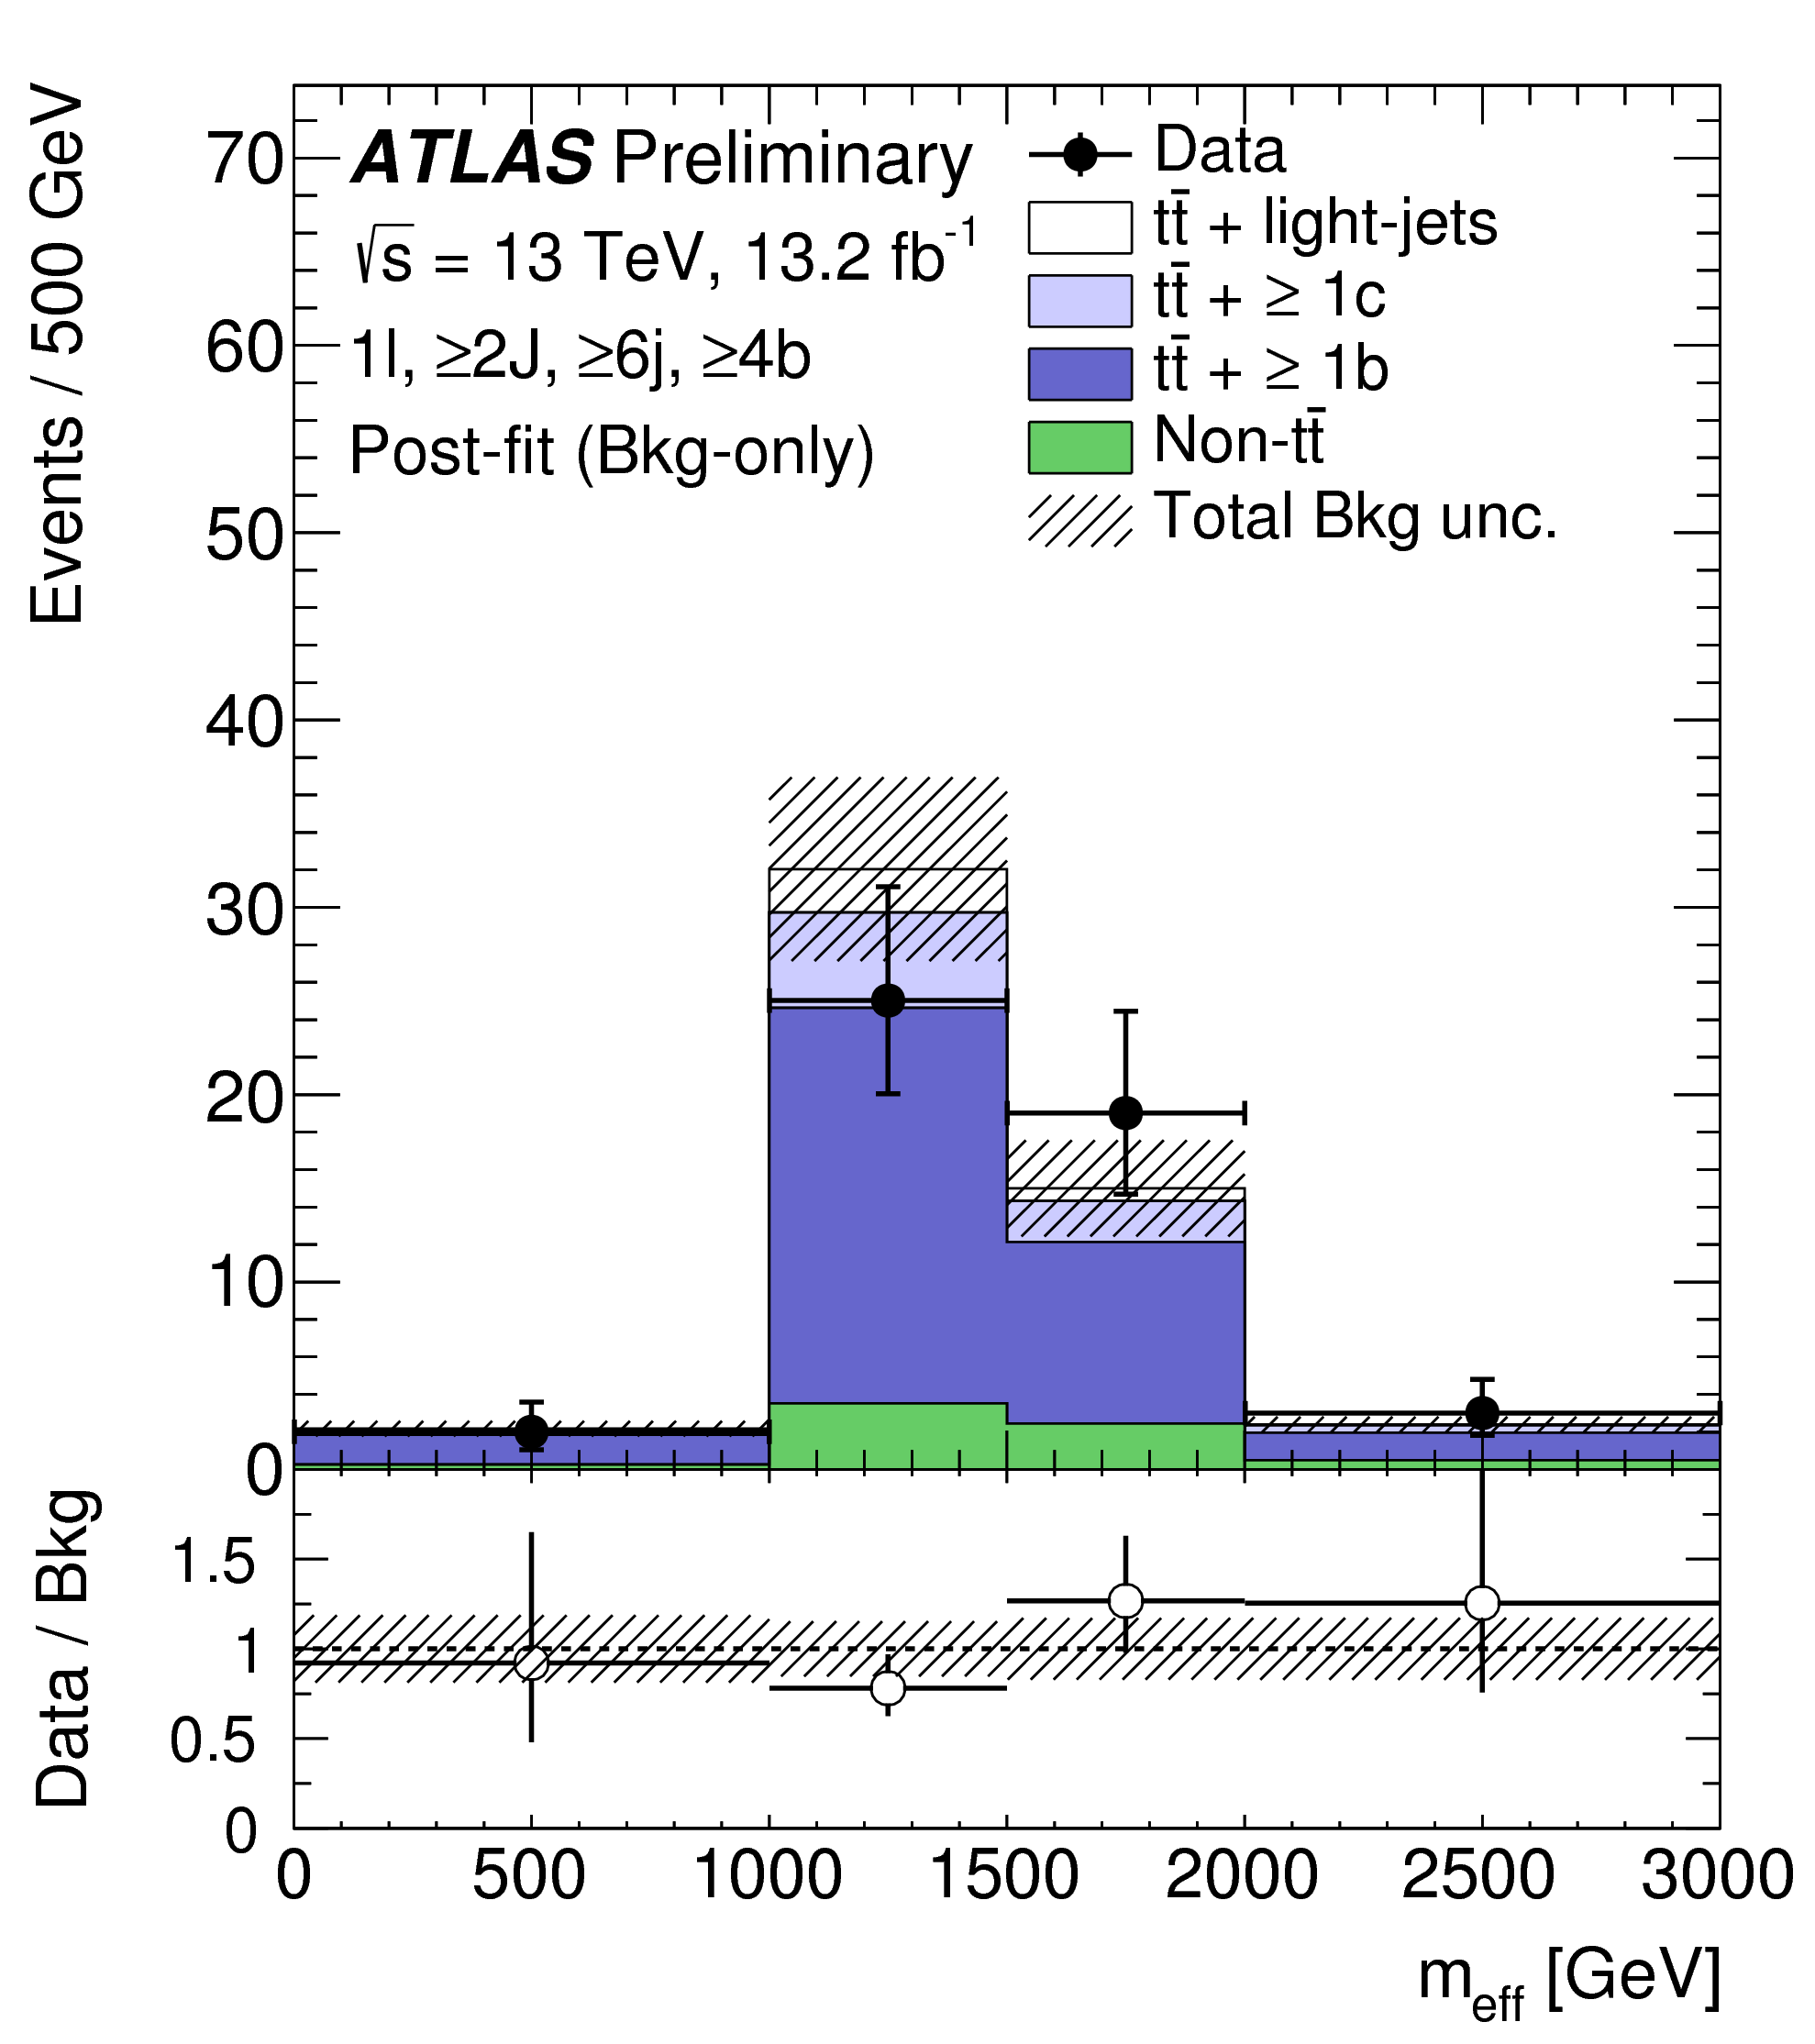 Events / 500 GeV
70
60
50
40
30
20
10
0
ATLAS Preliminary
√s = 13 TeV, 13.2 fb⁻¹
1l, ≥2J, ≥6j, ≥4b
Post-fit (Bkg-only)
Data
tt̄ + light-jets
tt̄ + ≥ 1c
tt̄ + ≥ 1b
Non-tt̄
Total Bkg unc.
Data / Bkg
1.5
1
0.5
0
0 500 1000 1500 2000 2500 3000
m_eff [GeV]